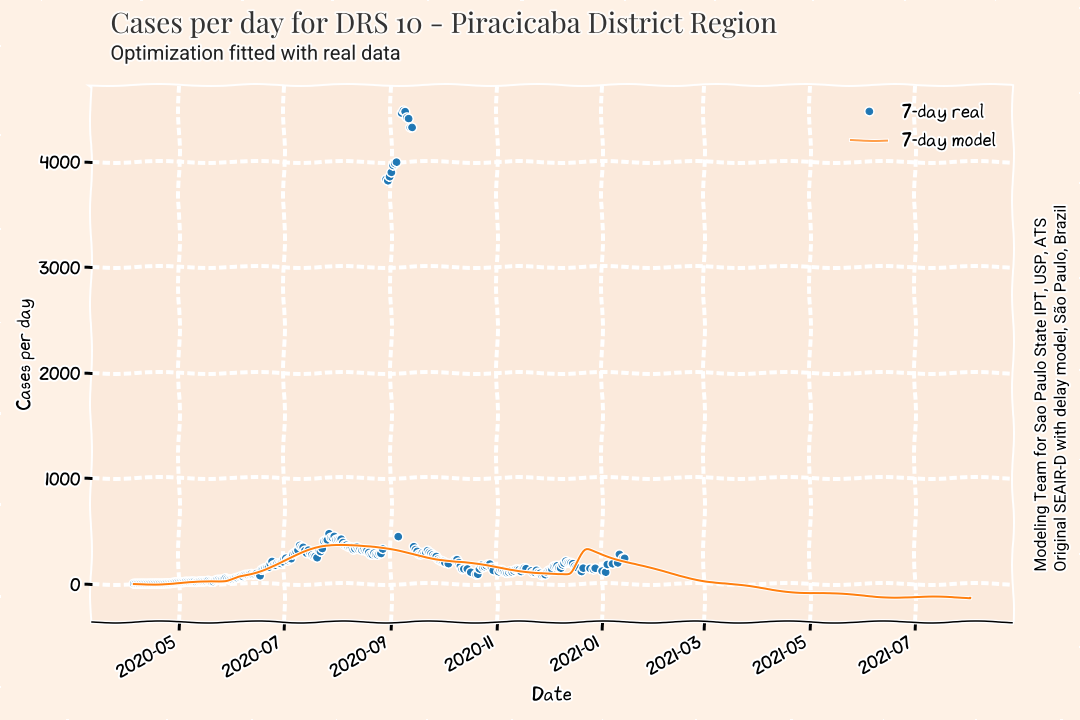 Cases per day for DRS 10 - Piracicaba District Region
Optimization fitted with real data
7-day real
7-day model
4000
3000
2000
1000
0
Cases per day
2020-05
2020-07
2020-09
2020-11
2021-01
2021-03
2021-05
2021-07
Date
Modeling Team for Sao Paulo State IPT, USP, ATS
Original SEAIR-D with delay model, São Paulo, Brazil